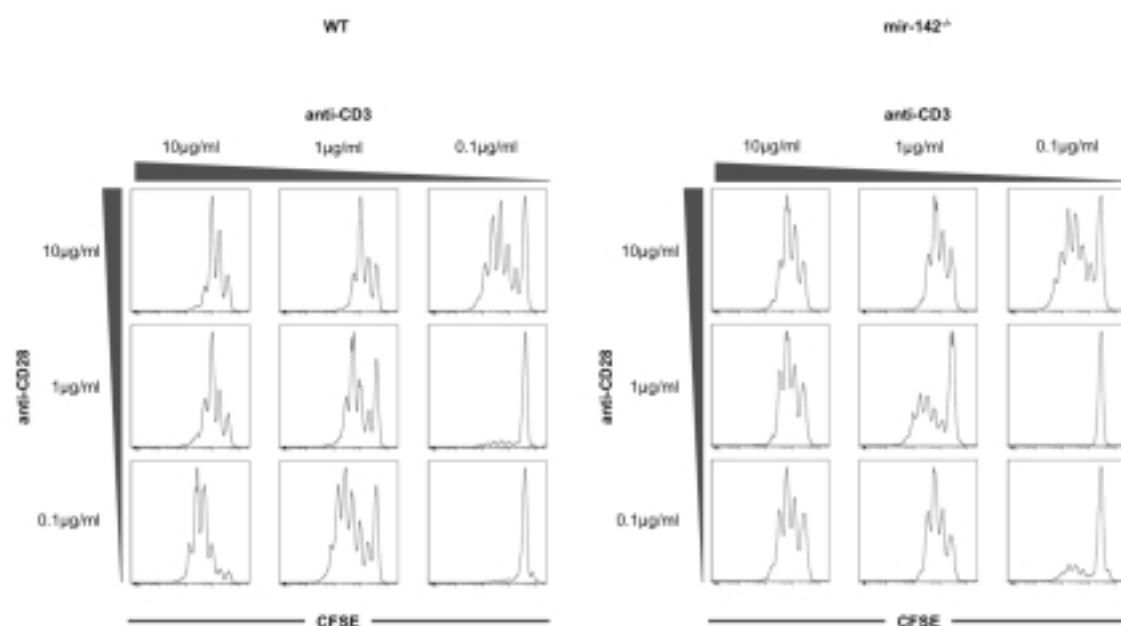 WT
mir-142-/-
anti-CD3
anti-CD3
10µg/ml 1µg/ml 0.1µg/ml
10µg/ml 1µg/ml 0.1µg/ml
anti-CD28
10µg/ml
1µg/ml
0.1µg/ml
anti-CD28
10µg/ml
1µg/ml
0.1µg/ml
CFSE
CFSE